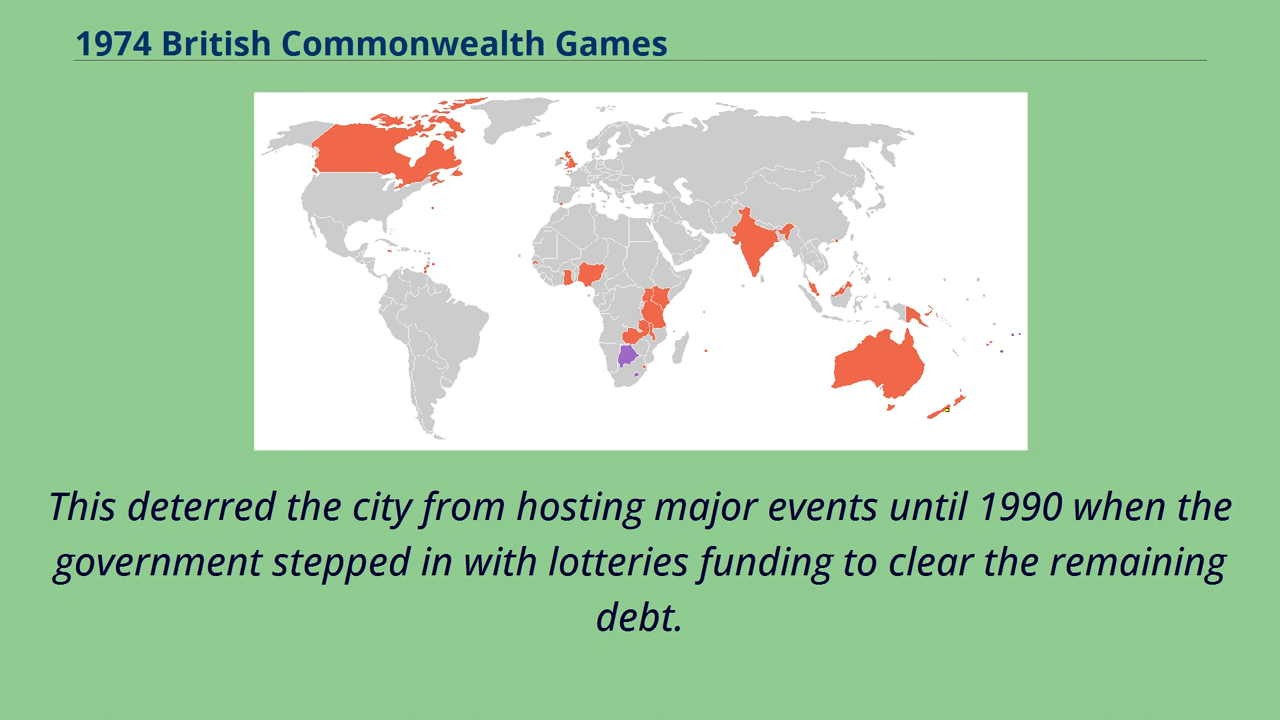 1974 British Commonwealth Games
This deterred the city from hosting major events until 1990 when the
government stepped in with lotteries funding to clear the remaining
debt.